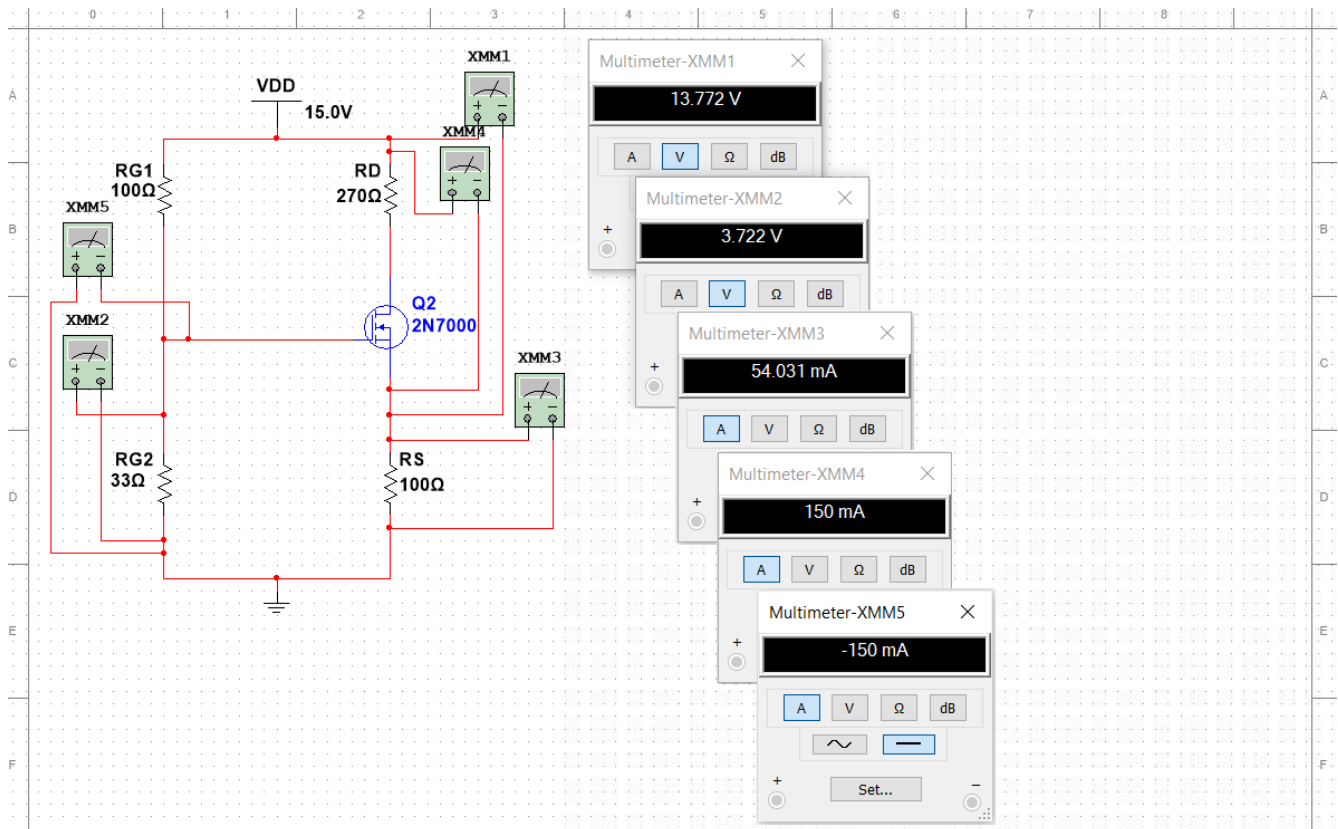 0 1 2 3 4 5 6 7 8
A
B
C
D
E
F
A
B
C
D
E
F
VDD
15.0V
XMM1
+ −
XMM4
+ −
RG1
100Ω
RD
270Ω
XMM5
+ −
Q2
2N7000
XMM2
+ −
XMM3
+ −
RG2
33Ω
RS
100Ω
Multimeter-XMM1
13.772 V
A V Ω dB
+
Multimeter-XMM2
3.722 V
A V Ω dB
+
Multimeter-XMM3
54.031 mA
A V Ω dB
+
Multimeter-XMM4
150 mA
A V Ω dB
+
Multimeter-XMM5
-150 mA
A V Ω dB
+ −
Set...